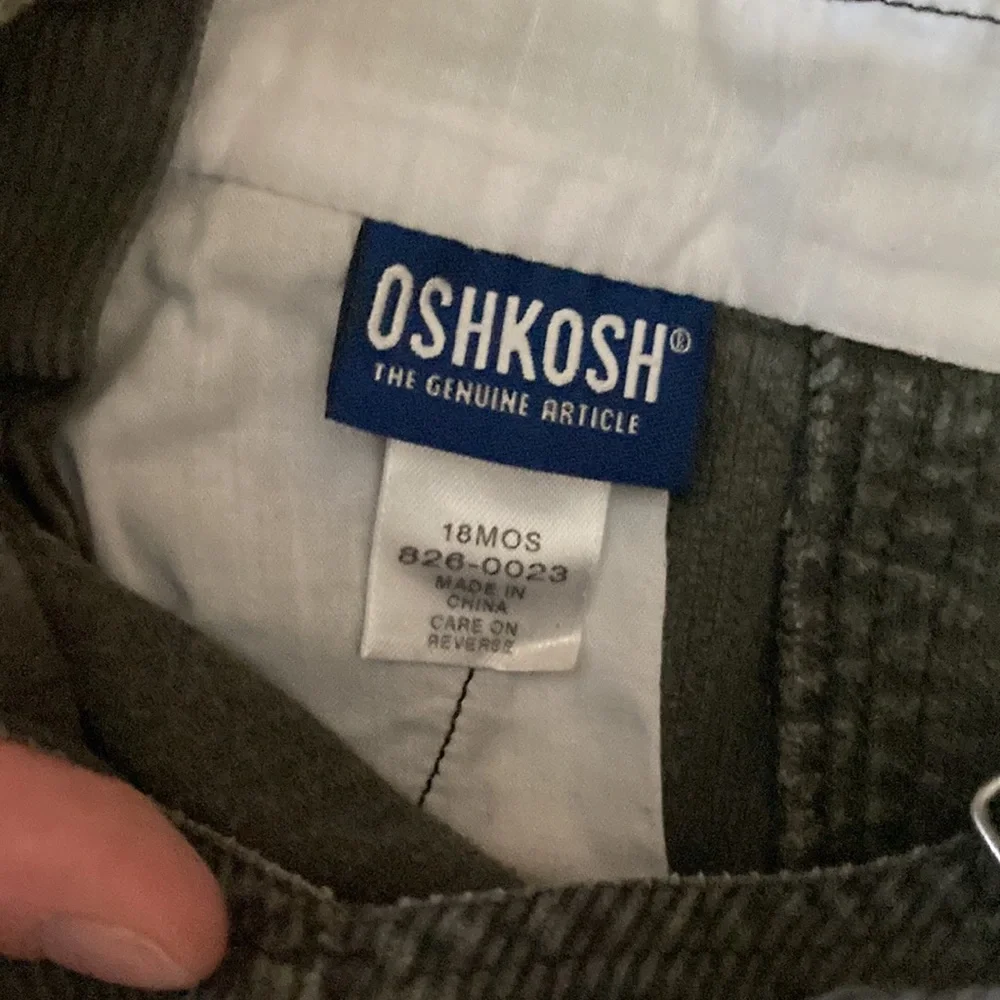 OSHKOSH®
THE GENUINE ARTICLE
18MOS
826-0023
MADE IN
CHINA
CARE ON
REVERSE